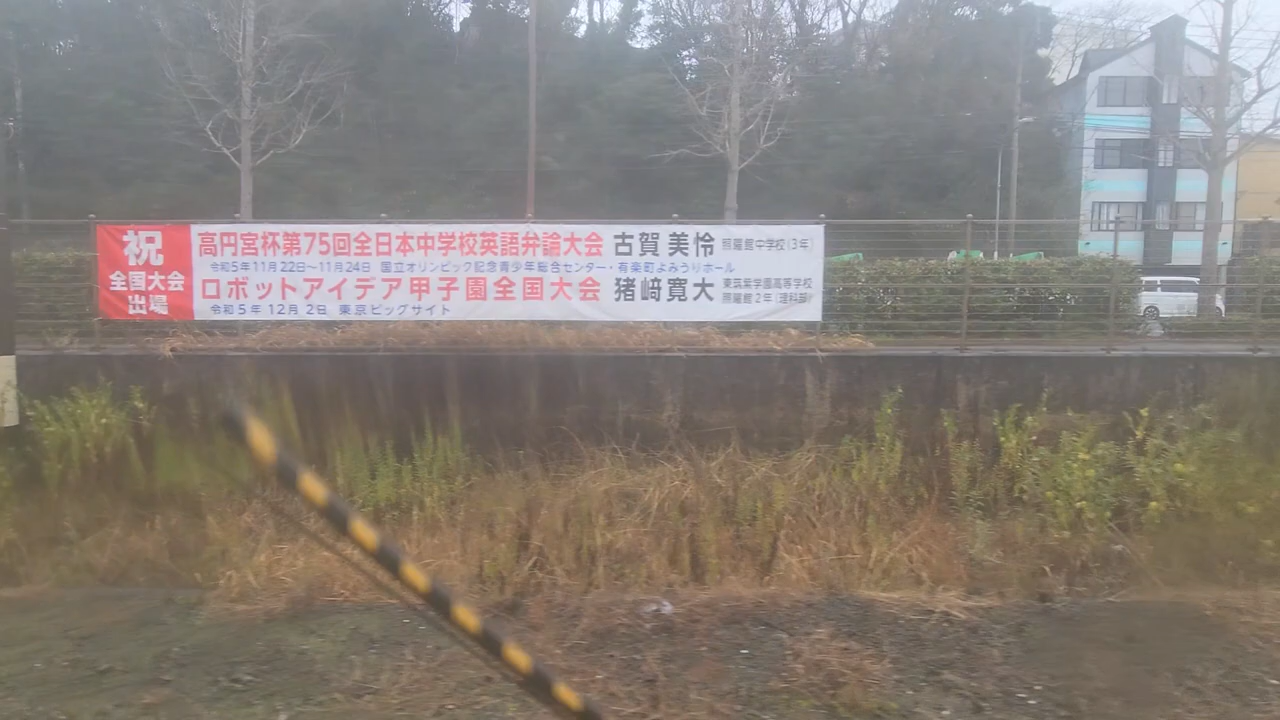 祝
全国大会
出場
高円宮杯第75回全日本中学校英語弁論大会 古賀 美怜 照曜館中学校(3年)
令和5年11月22日～11月24日 国立オリンピック記念青少年総合センター・有楽町よみうりホール
ロボットアイデア甲子園全国大会 猪﨑寛大 東筑紫学園高等学校
照曜館2年(理科部)
令和5年12月2日 東京ビッグサイト